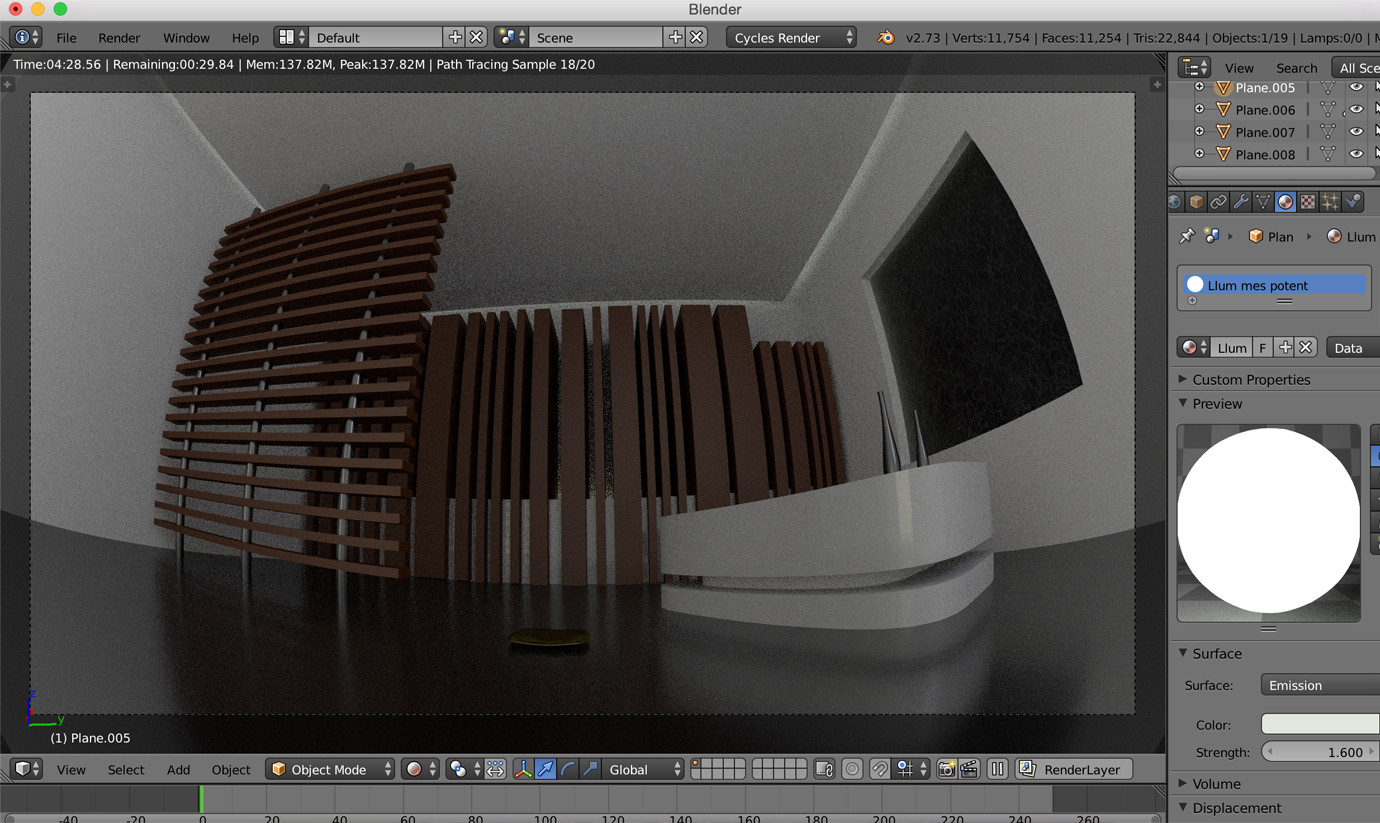 Blender
File Render Window Help Default Scene Cycles Render v2.73 | Verts:11,754 | Faces:11,254 | Tris:22,844 | Objects:1/19 | Lamps:0/0 | M
Time:04:28.56 | Remaining:00:29.84 | Mem:137.82M, Peak:137.82M | Path Tracing Sample 18/20
View Search All Sce
Plane.005
Plane.006
Plane.007
Plane.008
Plan Llum
Llum mes potent
Llum F Data
Custom Properties
Preview
Surface
Surface: Emission
Color:
Strength: 1.600
Volume
Displacement
z
y
(1) Plane.005
View Select Add Object Object Mode Global RenderLayer
-40 -20 0 20 40 60 80 100 120 140 160 180 200 220 240 260